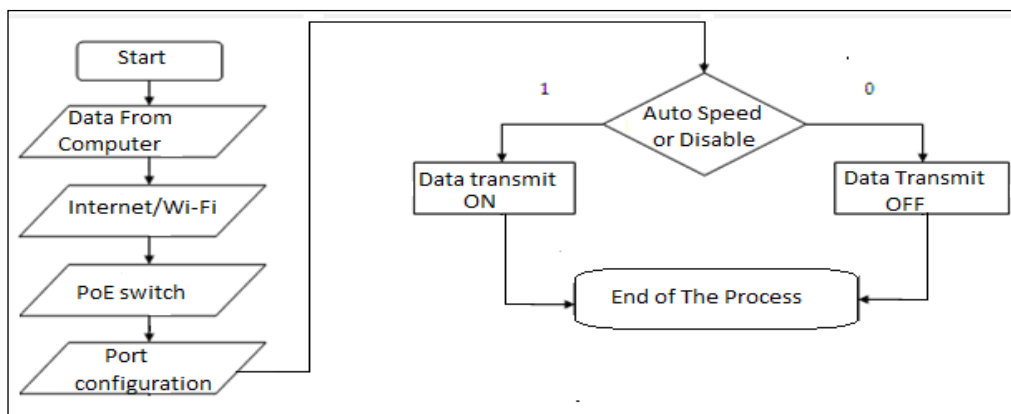 Start
Data From
Computer
Internet/Wi-Fi
PoE switch
Port
configuration
1
0
Auto Speed
or Disable
Data transmit
ON
Data Transmit
OFF
End of The Process